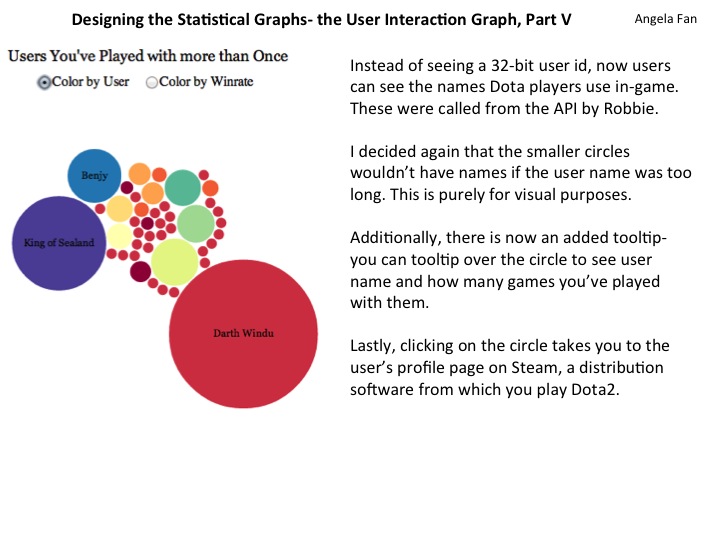 Designing the Statistical Graphs- the User Interaction Graph, Part V
Angela Fan
Users You've Played with more than Once
Color by User Color by Winrate
Benjy
King of Sealand
Darth Windu
Instead of seeing a 32-bit user id, now users
can see the names Dota players use in-game.
These were called from the API by Robbie.
I decided again that the smaller circles
wouldn't have names if the user name was too
long. This is purely for visual purposes.
Additionally, there is now an added tooltip-
you can tooltip over the circle to see user
name and how many games you've played
with them.
Lastly, clicking on the circle takes you to the
user's profile page on Steam, a distribution
software from which you play Dota2.